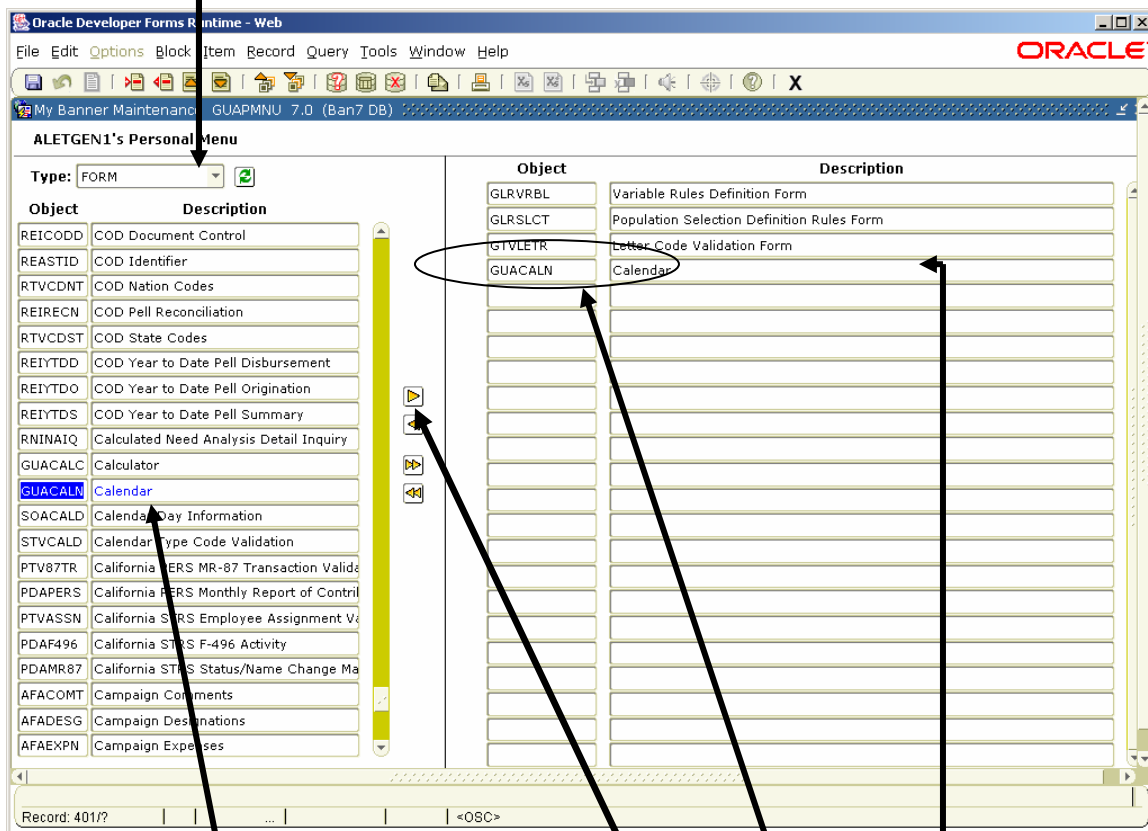 Oracle Developer Forms Runtime - Web
File Edit Options Block Item Record Query Tools Window Help
ORACLE
X
My Banner Maintenance GUAPMNU 7.0 (Ban7 DB)
ALETGEN1's Personal Menu
Type: FORM
Object Description
REICODD COD Document Control
REASTID COD Identifier
RTVCDNT COD Nation Codes
REIRECN COD Pell Reconciliation
RTVCDST COD State Codes
REIYTDD COD Year to Date Pell Disbursement
REIYTDO COD Year to Date Pell Origination
REIYTDS COD Year to Date Pell Summary
RNINAIQ Calculated Need Analysis Detail Inquiry
GUACALC Calculator
GUACALN Calendar
SOACALD Calendar Day Information
STVCALD Calendar Type Code Validation
PTV87TR California PERS MR-87 Transaction Valida
PDAPERS California PERS Monthly Report of Contril
PTVASSN California STRS Employee Assignment Va
PDAF496 California STRS F-496 Activity
PDAMR87 California STRS Status/Name Change Ma
AFACOMT Campaign Comments
AFADESG Campaign Designations
AFAEXPN Campaign Expenses
Object Description
GLRVRBL Variable Rules Definition Form
GLRSLCT Population Selection Definition Rules Form
GTVLETR Letter Code Validation Form
GUACALN Calendar
Record: 401/? ... <OSC>